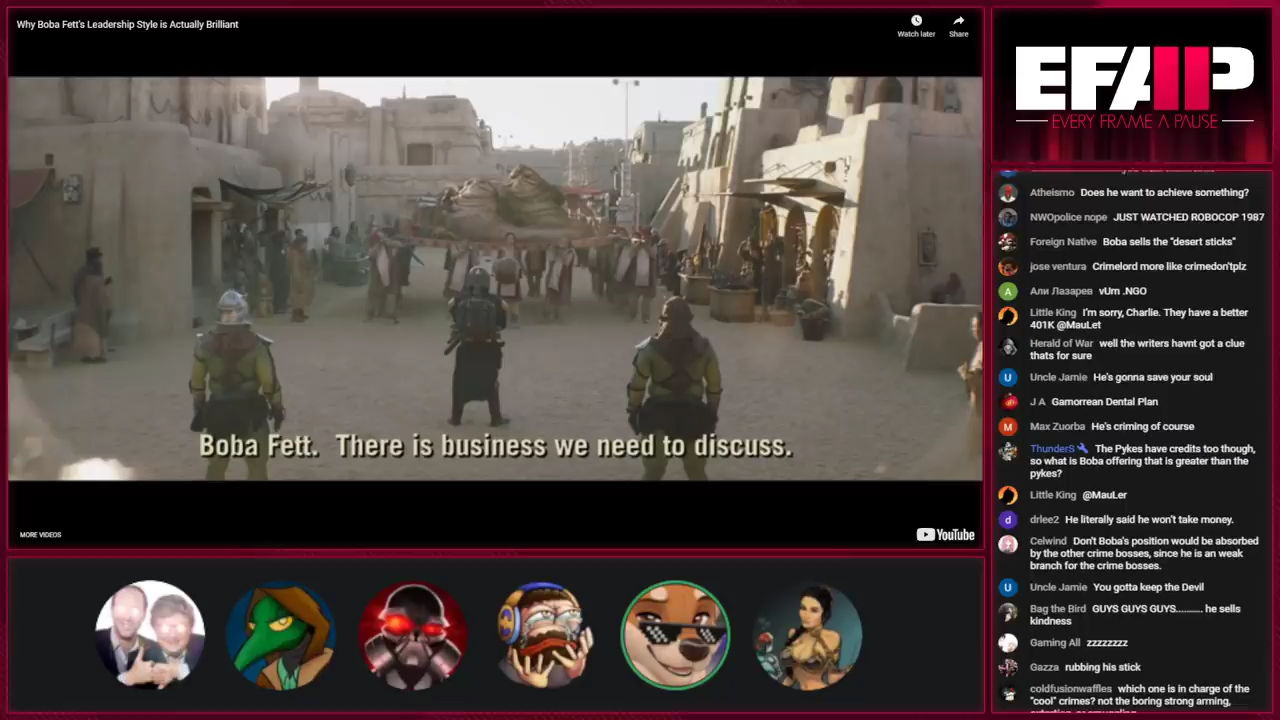 Why Boba Fett's Leadership Style is Actually Brilliant
Watch later
Share
Boba Fett. There is business we need to discuss.
MORE VIDEOS
YouTube
EFAP
EVERY FRAME A PAUSE
Atheismo Does he want to achieve something?
NWOpolice nope JUST WATCHED ROBOCOP 1987
Foreign Native Boba sells the "desert sticks"
jose ventura Crimelord more like crimedon'tplz
A
Али Лазарев vUm .NGO
Little King I'm sorry, Charlie. They have a better
401K @MauLet
Herald of War well the writers havnt got a clue
thats for sure
U
Uncle Jamie He's gonna save your soul
J A Gamorrean Dental Plan
M
Max Zuorba He's criming of course
ThunderS The Pykes have credits too though,
so what is Boba offering that is greater than the
pykes?
Little King @MauLer
d
drlee2 He literally said he won't take money.
Celwind Don't Boba's position would be absorbed
by the other crime bosses, since he is an weak
branch for the crime bosses.
U
Uncle Jamie You gotta keep the Devil
Bag the Bird GUYS GUYS GUYS.......... he sells
kindness
Gaming All zzzzzzzz
Gazza rubbing his stick
coldfusionwaffles which one is in charge of the
"cool" crimes? not the boring strong arming,